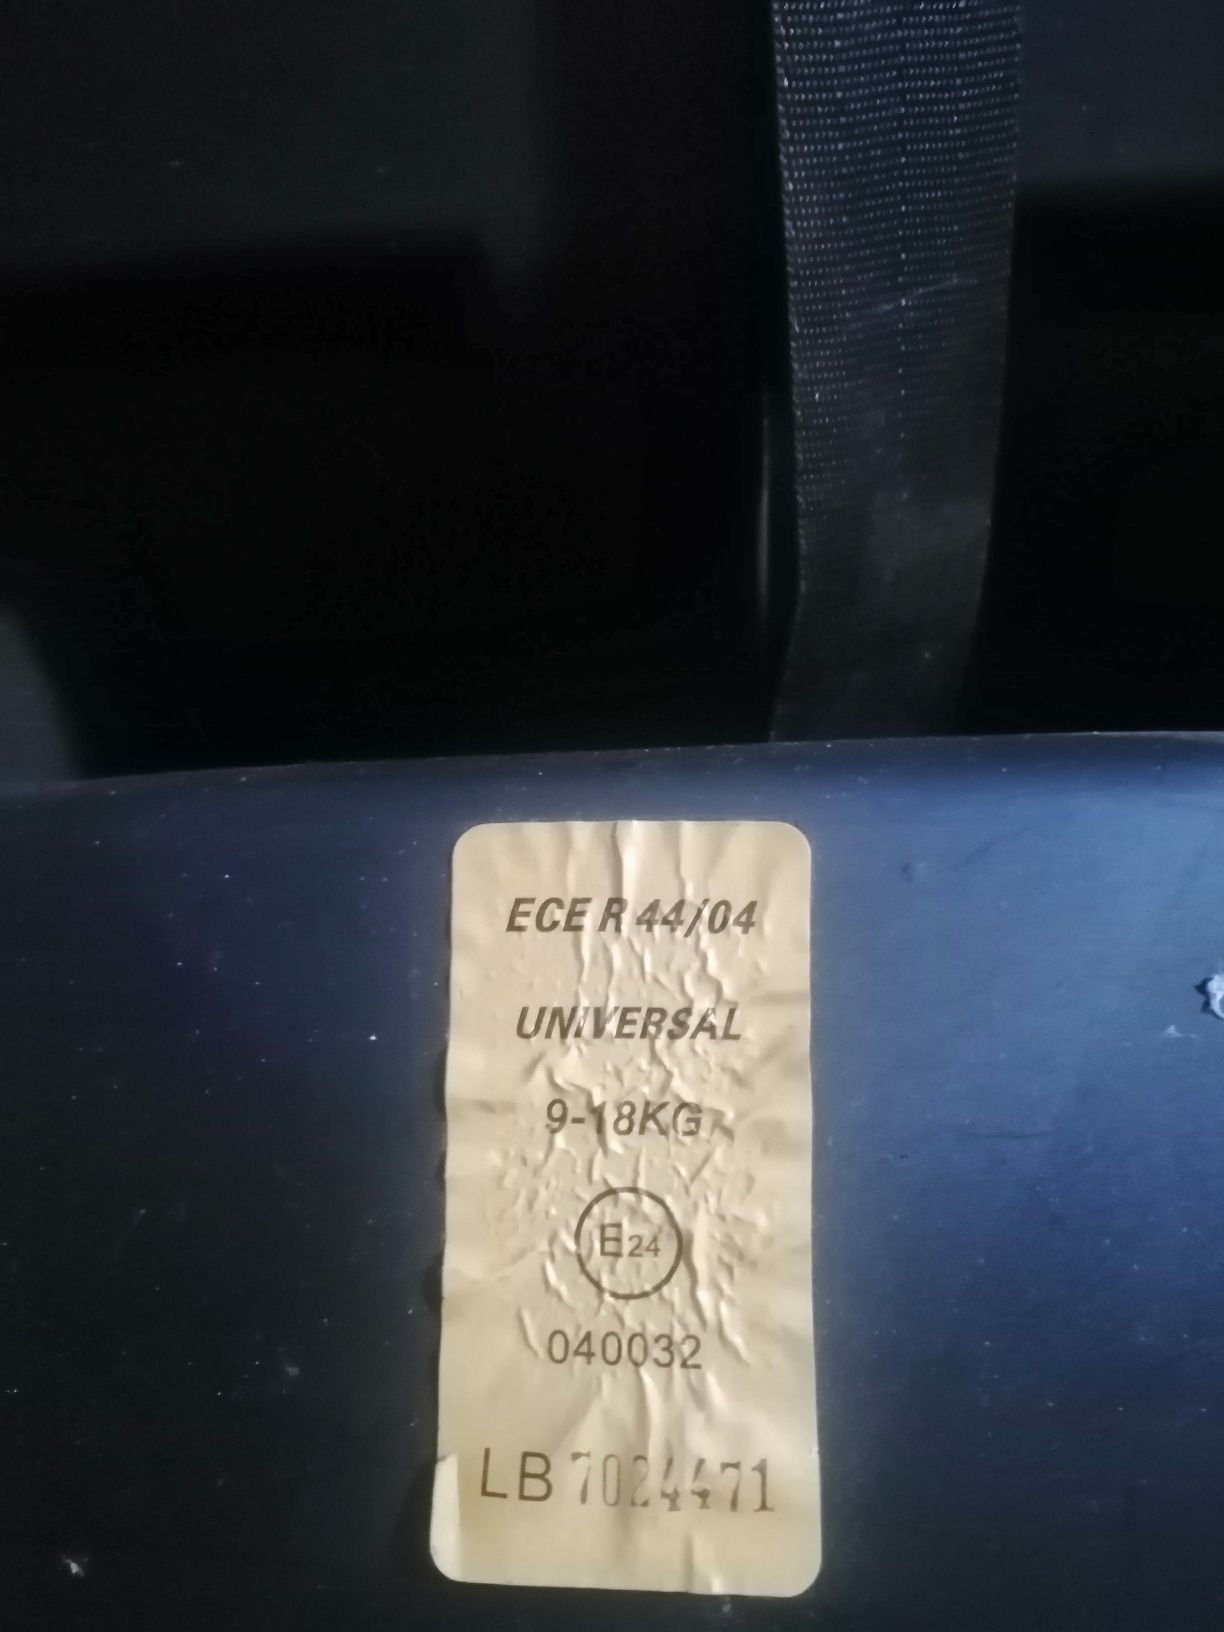 ECE R 44/04
UNIVERSAL
9-18KG
E24
040032
LB 7024471